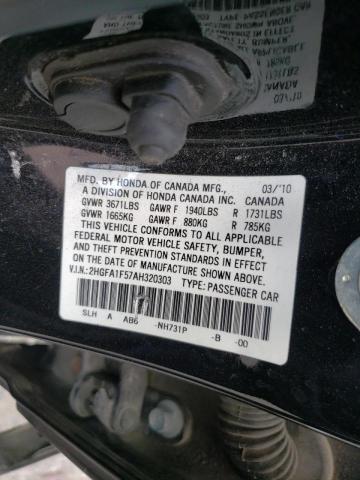 MFD. BY HONDA OF CANADA MFG., 03/'10
A DIVISION OF HONDA CANADA INC. CANADA
GVWR 3671LBS GAWR F 1940LBS R 1731LBS
GVWR 1665KG GAWR F 880KG R 785KG
THIS VEHICLE CONFORMS TO ALL APPLICABLE
FEDERAL MOTOR VEHICLE SAFETY, BUMPER,
AND THEFT PREVENTION STANDARDS IN EFFECT
ON THE DATE OF MANUFACTURE SHOWN ABOVE.
V.I.N.: 2HGFA1F57AH320303 TYPE: PASSENGER CAR
SLH A AB6 -NH731P -B -00